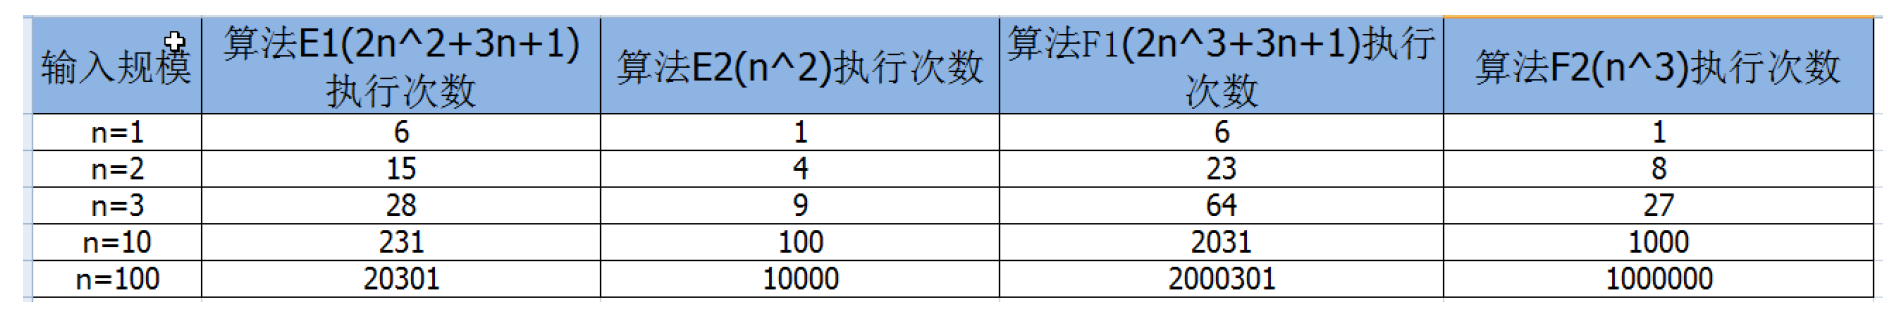 输入规模 算法E1(2n^2+3n+1)执行次数 算法E2(n^2)执行次数 算法F1(2n^3+3n+1)执行次数 算法F2(n^3)执行次数
n=1 6 1 6 1
n=2 15 4 23 8
n=3 28 9 64 27
n=10 231 100 2031 1000
n=100 20301 10000 2000301 1000000